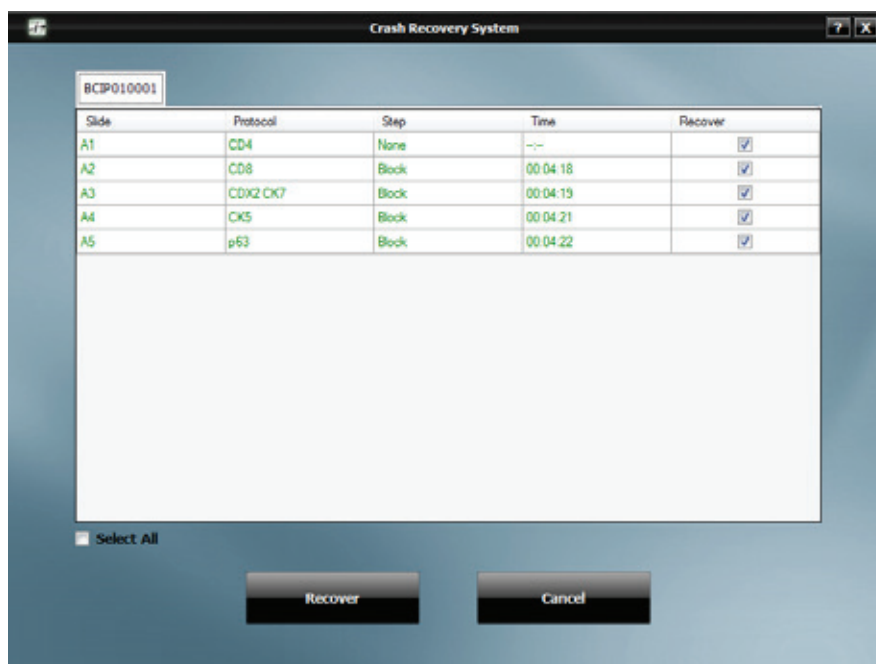 Crash Recovery System ? X
BCIP010001
Slide Protocol Step Time Recover
A1 CD4 None --:--
A2 CD8 Block 00:04:18
A3 CDX2 CK7 Block 00:04:19
A4 CK5 Block 00:04:21
A5 p63 Block 00:04:22
Select All
Recover Cancel